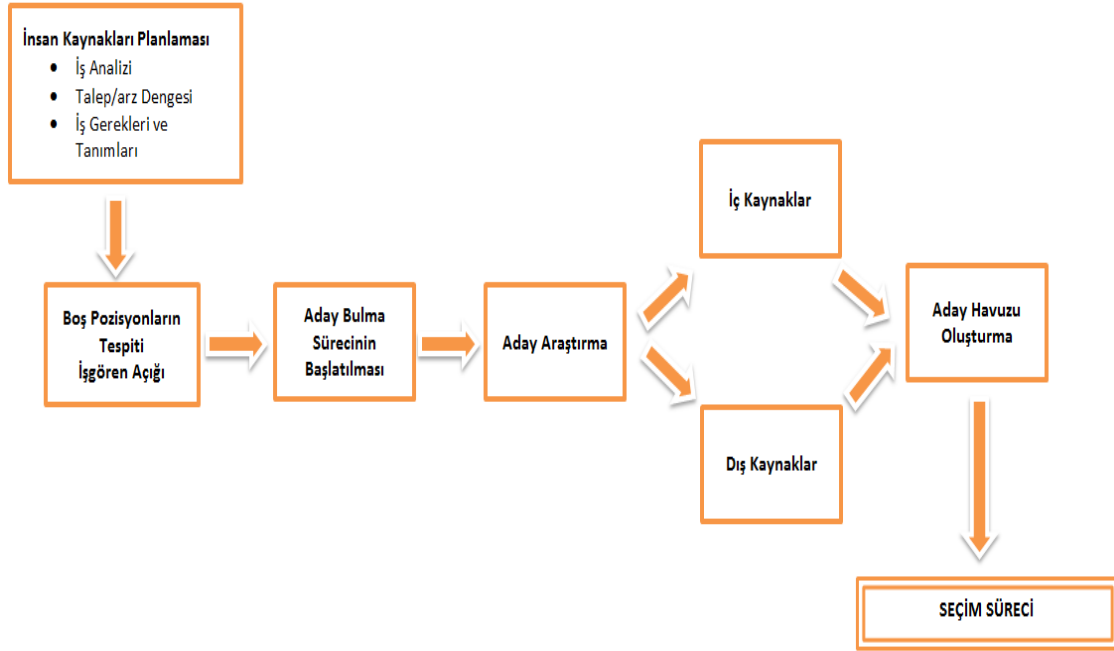 İnsan Kaynakları Planlaması
• İş Analizi
• Talep/arz Dengesi
• İş Gerekleri ve
Tanımları
Boş Pozisyonların
Tespiti
İşgören Açığı
Aday Bulma
Sürecinin
Başlatılması
Aday Araştırma
İç Kaynaklar
Dış Kaynaklar
Aday Havuzu
Oluşturma
SEÇİM SÜRECİ